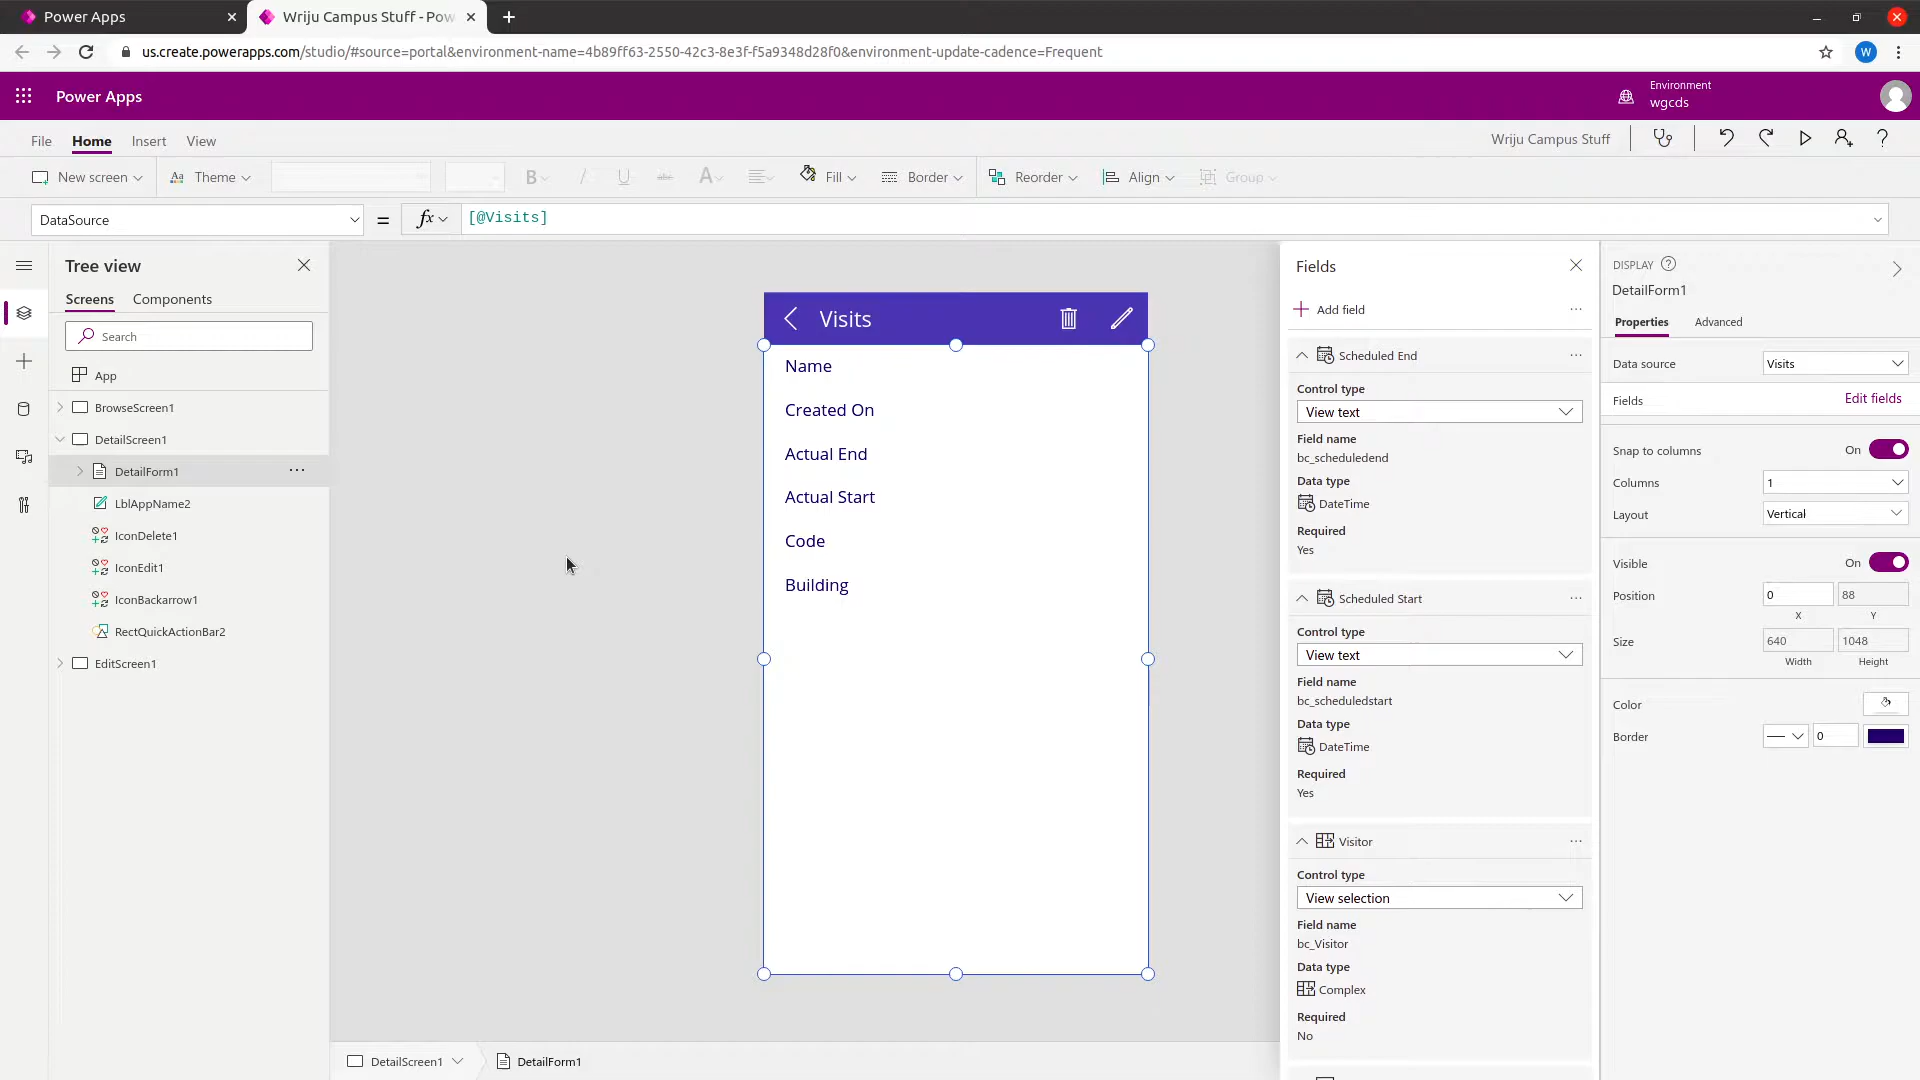 Power Apps
Wriju Campus Stuff - Pow
us.create.powerapps.com/studio/#source=portal&environment-name=4b89ff63-2550-42c3-8e3f-f5a9348d28f0&environment-update-cadence=Frequent
W
Power Apps
Environment
wgcds
File
Home
Insert
View
Wriju Campus Stuff
?
New screen
Theme
B
I
U
abc
A
Fill
Border
Reorder
Align
Group
DataSource
=
fx
[@Visits]
Tree view
Screens
Components
Search
App
BrowseScreen1
DetailScreen1
DetailForm1
...
LblAppName2
IconDelete1
IconEdit1
IconBackarrow1
RectQuickActionBar2
EditScreen1
Visits
Name
Created On
Actual End
Actual Start
Code
Building
DetailScreen1
DetailForm1
Fields
Add field
...
Scheduled End
...
Control type
View text
Field name
bc_scheduledend
Data type
DateTime
Required
Yes
Scheduled Start
...
Control type
View text
Field name
bc_scheduledstart
Data type
DateTime
Required
Yes
Visitor
...
Control type
View selection
Field name
bc_Visitor
Data type
Complex
Required
No
DISPLAY ?
DetailForm1
Properties
Advanced
Data source
Visits
Fields
Edit fields
Snap to columns
On
Columns
1
Layout
Vertical
Visible
On
Position
0
88
X
Y
Size
640
1048
Width
Height
Color
Border
0